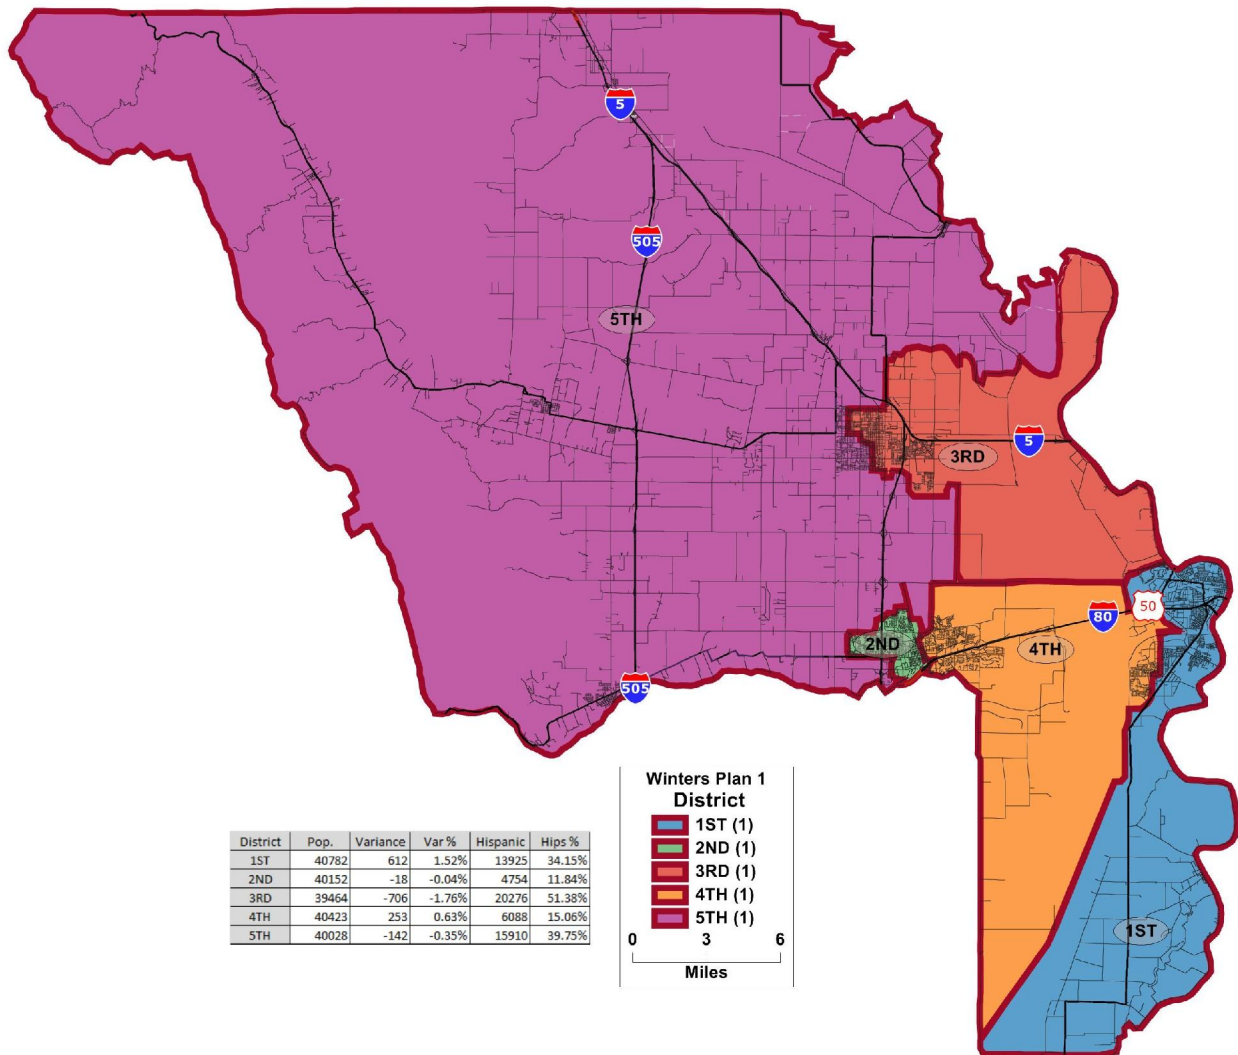 5
505
5TH
5
3RD
80
50
2ND
4TH
505
1ST
Winters Plan 1
District
1ST (1)
2ND (1)
3RD (1)
4TH (1)
5TH (1)
0 3 6
Miles
District Pop. Variance Var % Hispanic Hips %
1ST 40782 612 1.52% 13925 34.15%
2ND 40152 -18 -0.04% 4754 11.84%
3RD 39464 -706 -1.76% 20276 51.38%
4TH 40423 253 0.63% 6088 15.06%
5TH 40028 -142 -0.35% 15910 39.75%